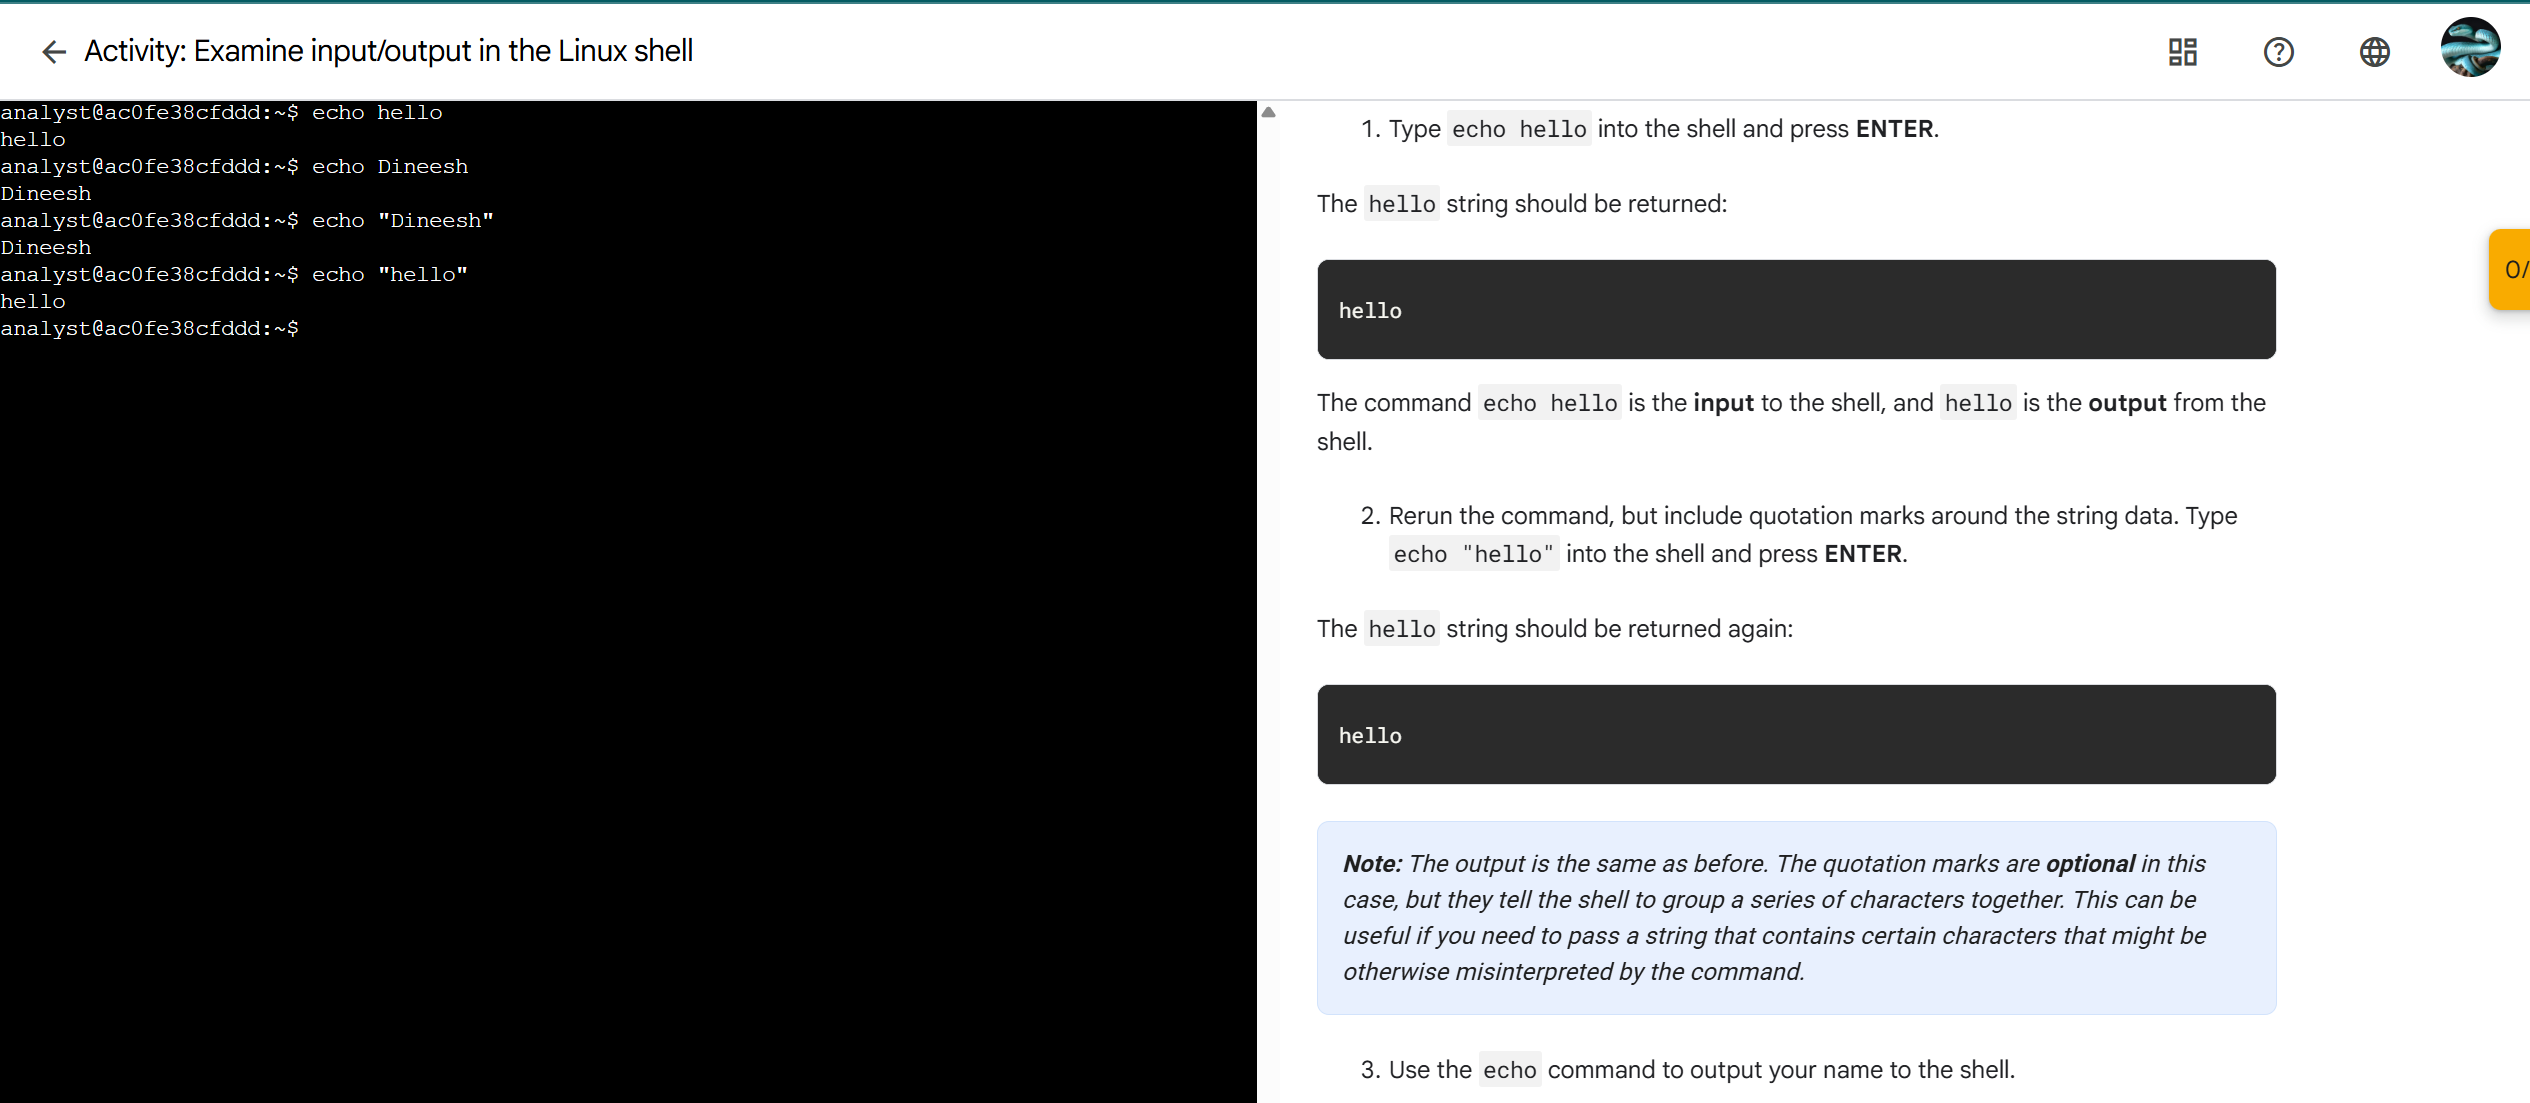 Activity: Examine input/output in the Linux shell
analyst@ac0fe38cfddd:~$ echo hello
hello
analyst@ac0fe38cfddd:~$ echo Dineesh
Dineesh
analyst@ac0fe38cfddd:~$ echo "Dineesh"
Dineesh
analyst@ac0fe38cfddd:~$ echo "hello"
hello
analyst@ac0fe38cfddd:~$
1. Type echo hello into the shell and press ENTER.
The hello string should be returned:
hello
The command echo hello is the input to the shell, and hello is the output from the
shell.
2. Rerun the command, but include quotation marks around the string data. Type
echo "hello" into the shell and press ENTER.
The hello string should be returned again:
hello
Note: The output is the same as before. The quotation marks are optional in this
case, but they tell the shell to group a series of characters together. This can be
useful if you need to pass a string that contains certain characters that might be
otherwise misinterpreted by the command.
3. Use the echo command to output your name to the shell.
0/